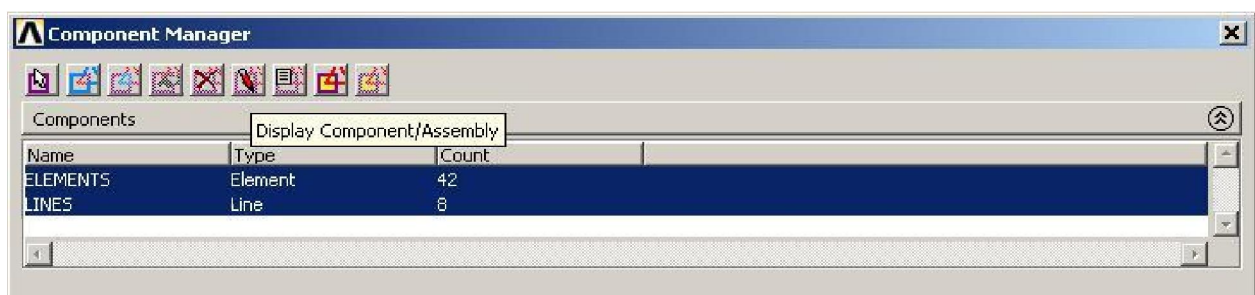 Component Manager
Components
Display Component/Assembly
Name Type Count
ELEMENTS Element 42
LINES Line 8